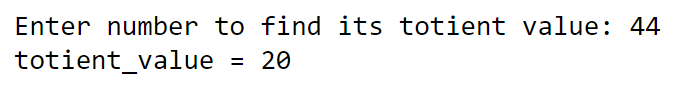 Enter number to find its totient value: 44
totient_value = 20